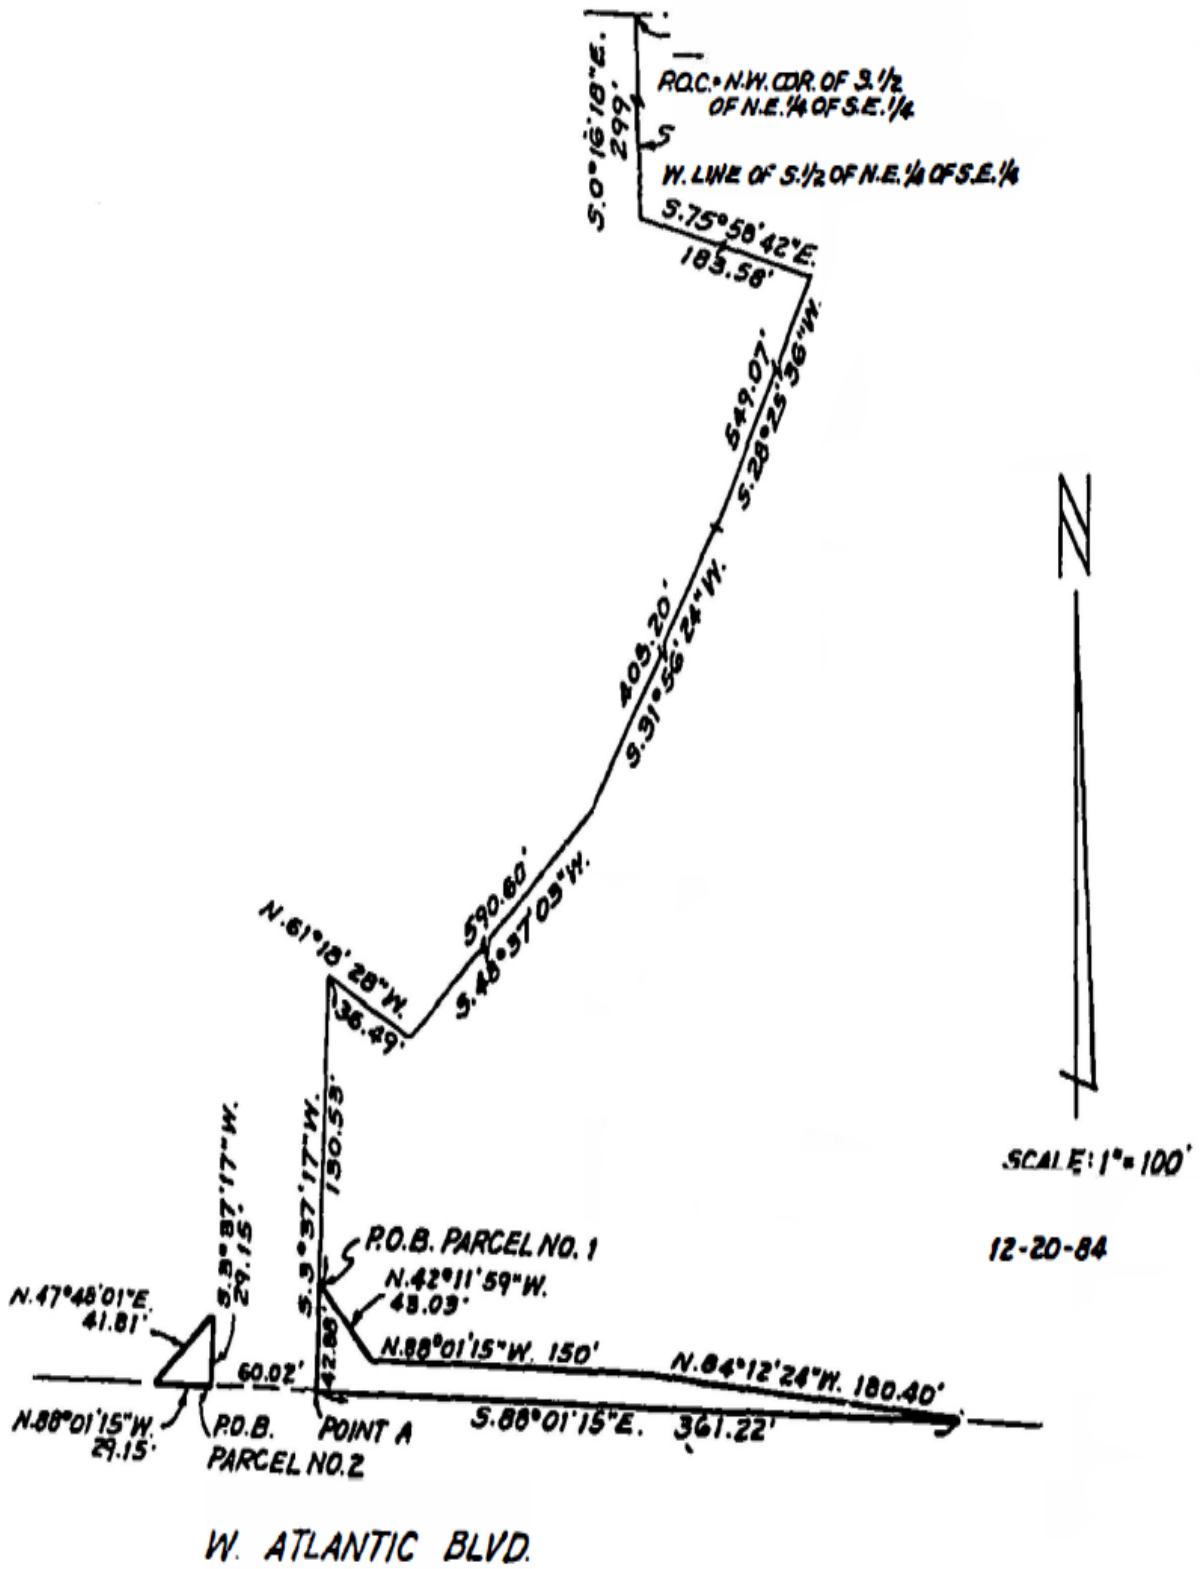 S.0°16'18"E.
299'
P.O.C.= N.W. COR. OF S.1/2
OF N.E.1/4 OF S.E.1/4
S
W. LINE OF S.1/2 OF N.E.1/4 OF S.E.1/4
S.75°58'42"E.
183.58'
549.07'
S.28°25'36"W.
N
405.20'
S.31°56'24"W.
590.60'
S.48°37'03"W.
N.61°18'28"W.
36.49'
SCALE: 1"=100'
12-20-84
S.3°37'17"W.
130.53'
S.3°37'17"W.
29.15'
P.O.B. PARCEL NO. 1
N.42°11'59"W.
43.03'
N.47°48'01"E.
41.81'
42.88'
N.88°01'15"W. 150'
N.84°12'24"W. 180.40'
60.02'
S.88°01'15"E. 361.22'
N.88°01'15"W.
29.15'
P.O.B.
PARCEL NO.2
POINT A
W. ATLANTIC BLVD.